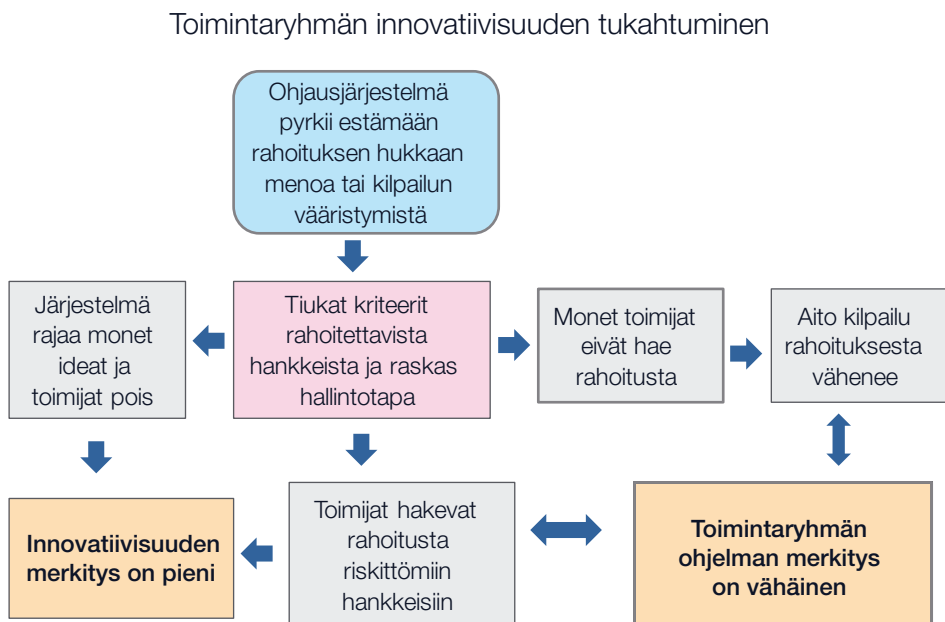 Toimintaryhmän innovatiivisuuden tukahtuminen
Ohjausjärjestelmä
pyrkii estämään
rahoituksen hukkaan
menoa tai kilpailun
vääristymistä
Järjestelmä
rajaa monet
ideat ja
toimijat pois
Tiukat kriteerit
rahoitettavista
hankkeista ja raskas
hallintotapa
Monet toimijat
eivät hae
rahoitusta
Aito kilpailu
rahoituksesta
vähenee
Innovatiivisuuden
merkitys on pieni
Toimijat hakevat
rahoitusta
riskittömiin
hankkeisiin
Toimintaryhmän
ohjelman merkitys
on vähäinen